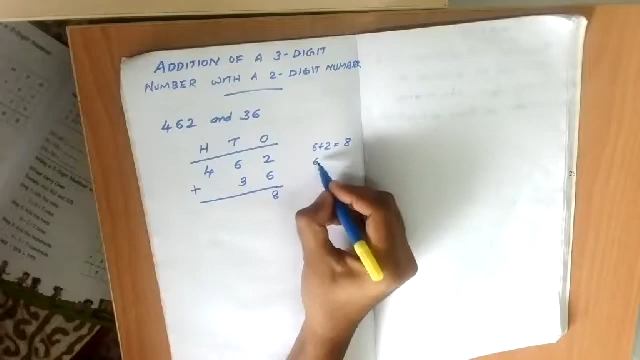 ADDITION OF A 3-DIGIT
NUMBER WITH A 2-DIGIT NUMBER
462 and 36
H T O
4 6 2
+ 3 6
8
6+2=8
6